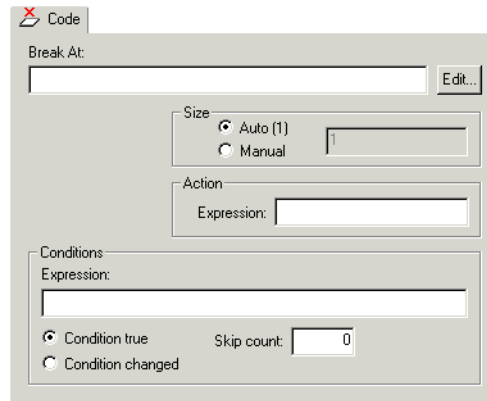 Code
Break At:
Edit...
Size
Auto (1)
1
Manual
Action
Expression:
Conditions
Expression:
Condition true
Skip count: 0
Condition changed